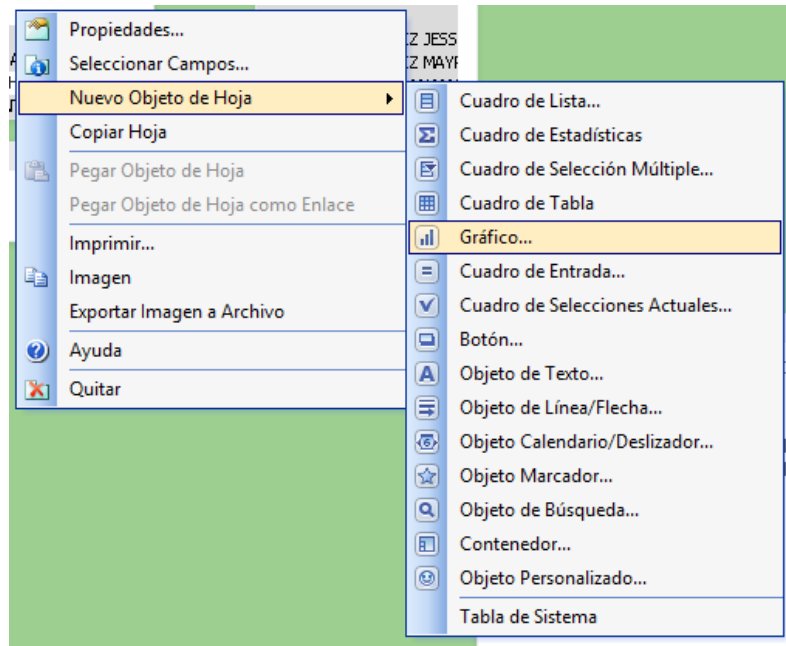 Propiedades...
Seleccionar Campos...
Nuevo Objeto de Hoja
Copiar Hoja
Pegar Objeto de Hoja
Pegar Objeto de Hoja como Enlace
Imprimir...
Imagen
Exportar Imagen a Archivo
Ayuda
Quitar
Z JESS
Z MAYR
Cuadro de Lista...
Cuadro de Estadísticas
Cuadro de Selección Múltiple...
Cuadro de Tabla
Gráfico...
Cuadro de Entrada...
Cuadro de Selecciones Actuales...
Botón...
Objeto de Texto...
Objeto de Línea/Flecha...
Objeto Calendario/Deslizador...
Objeto Marcador...
Objeto de Búsqueda...
Contenedor...
Objeto Personalizado...
Tabla de Sistema